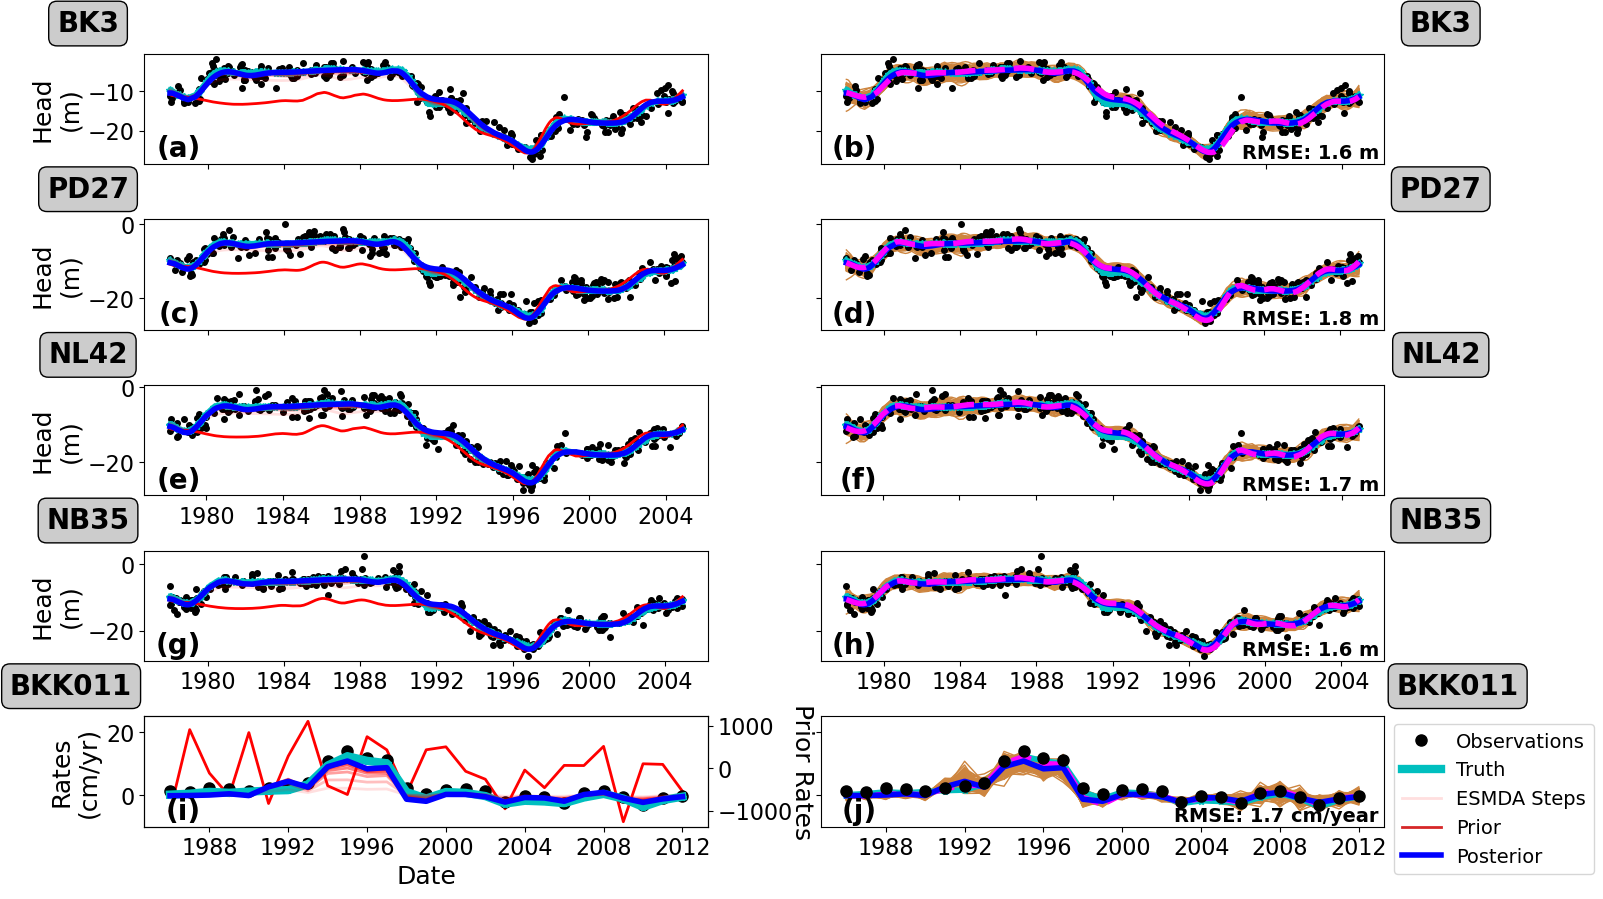 BK3
BK3
Head
(m)
−10
−20
(a)
(b)
RMSE: 1.6 m
PD27
PD27
Head
(m)
0
−20
(c)
(d)
RMSE: 1.8 m
NL42
NL42
Head
(m)
0
−20
(e)
(f)
RMSE: 1.7 m
1980 1984 1988 1992 1996 2000 2004
NB35
NB35
Head
(m)
0
−20
(g)
(h)
RMSE: 1.6 m
1980 1984 1988 1992 1996 2000 2004
1980 1984 1988 1992 1996 2000 2004
BKK011
BKK011
Rates
(cm/yr)
20
0
(i)
1000
0
−1000
Prior Rates
(j)
RMSE: 1.7 cm/year
1988 1992 1996 2000 2004 2008 2012
1988 1992 1996 2000 2004 2008 2012
Date
Observations
Truth
ESMDA Steps
Prior
Posterior